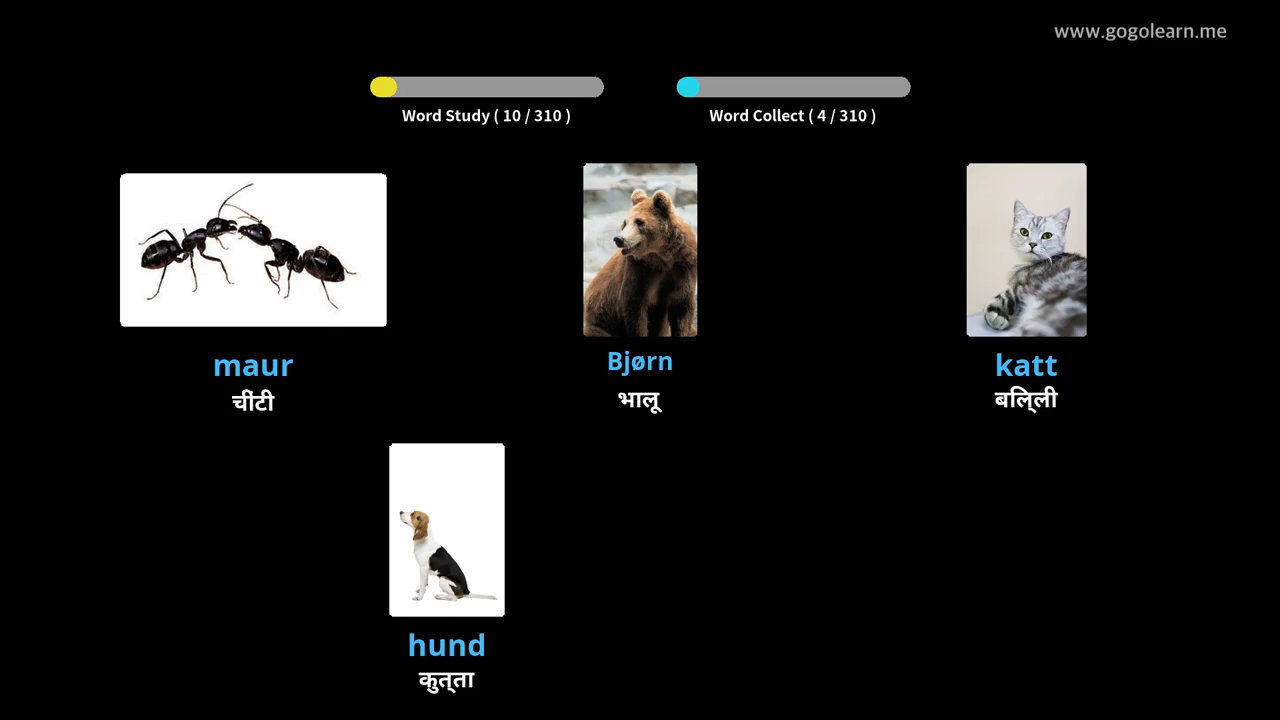 www.gogolearn.me
Word Study ( 10 / 310 )
Word Collect ( 4 / 310 )
maur
चींटी
Bjørn
भालू
katt
बिल्ली
hund
कुत्ता